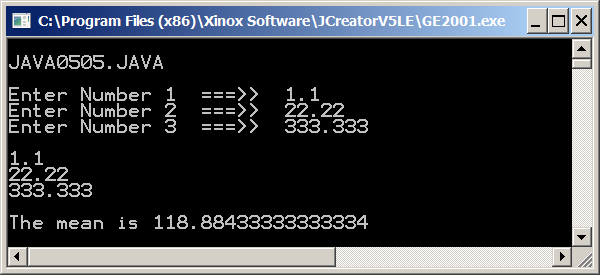 C:\Program Files (x86)\Xinox Software\JCreatorV5LE\GE2001.exe
JAVA0505.JAVA
Enter Number 1  ===>>  1.1
Enter Number 2  ===>>  22.22
Enter Number 3  ===>>  333.333
1.1
22.22
333.333
The mean is 118.88433333333334